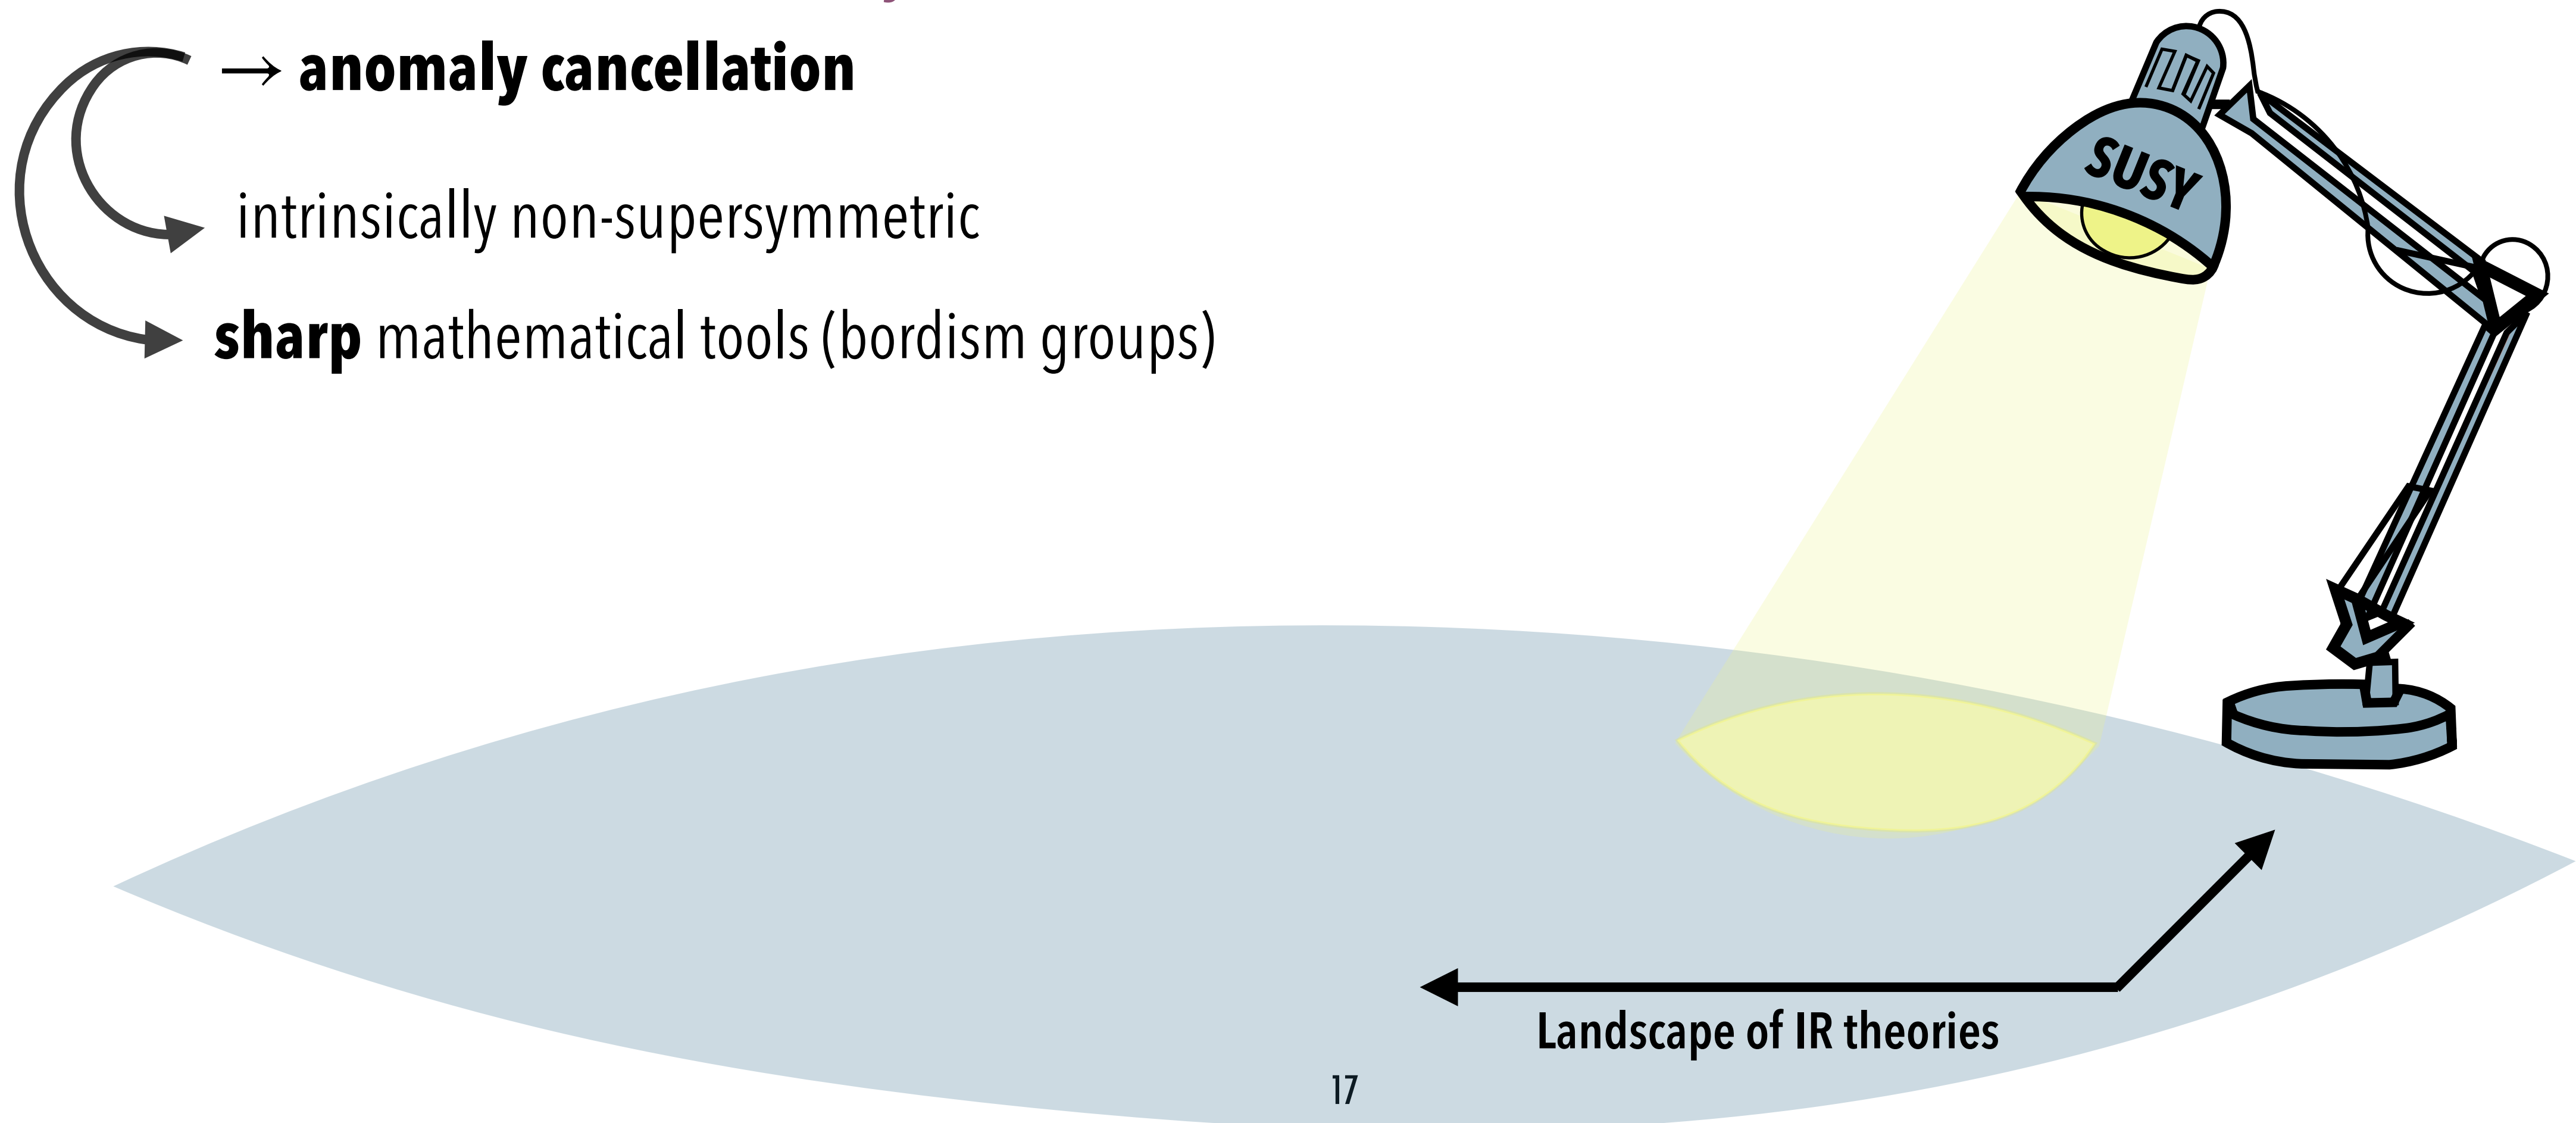 → anomaly cancellation
intrinsically non-supersymmetric
sharp mathematical tools (bordism groups)
SUSY
Landscape of IR theories
17